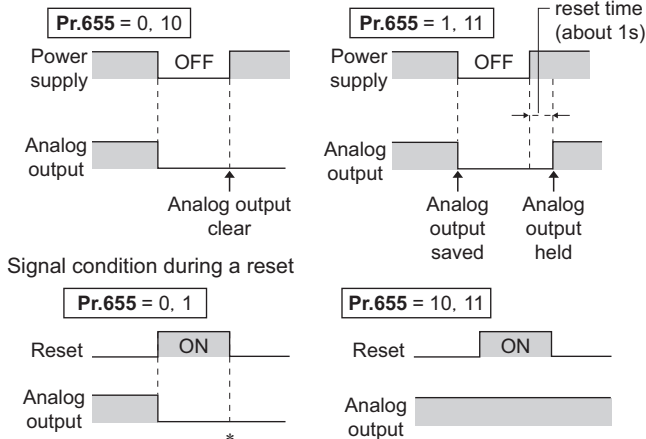 Pr.655 = 0, 10
Power supply
OFF
Analog output
Analog output clear
Pr.655 = 1, 11
reset time (about 1s)
Power supply
OFF
Analog output
Analog output saved
Analog output held
Signal condition during a reset
Pr.655 = 0, 1
Reset
ON
Analog output
*
Pr.655 = 10, 11
Reset
ON
Analog output